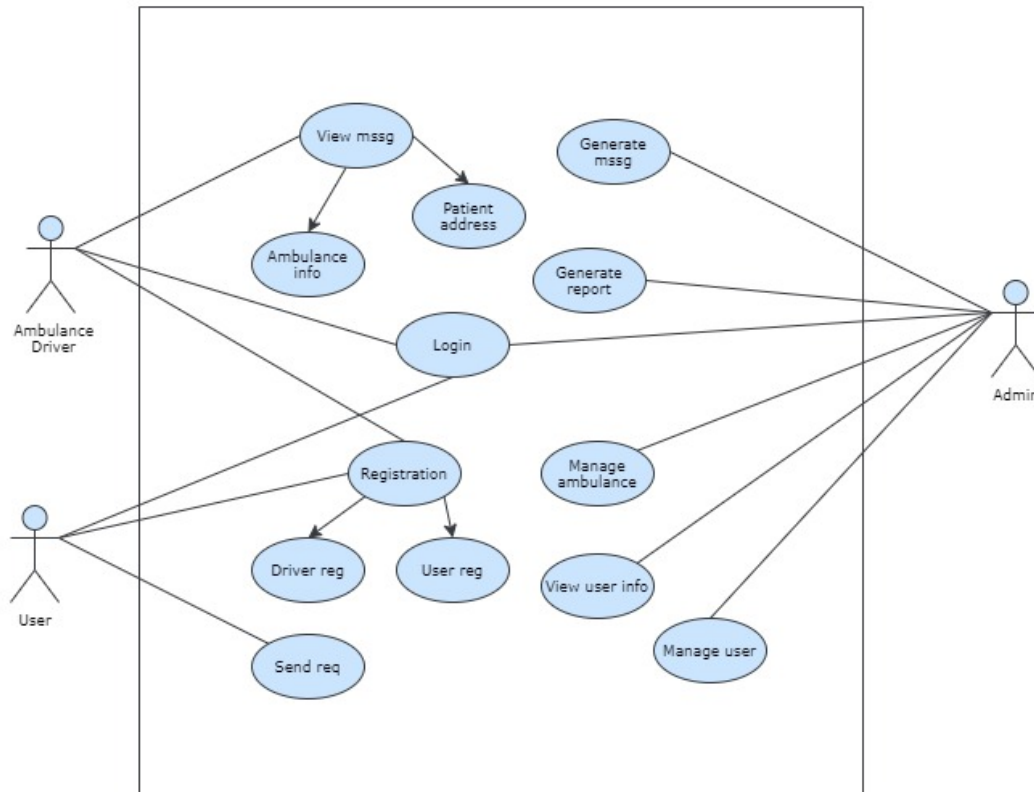 View mssg
Generate
mssg
Patient
address
Ambulance
info
Generate
report
Ambulance
Driver
Login
Admin
Registration
Manage
ambulance
Driver reg
User reg
View user info
User
Send req
Manage user